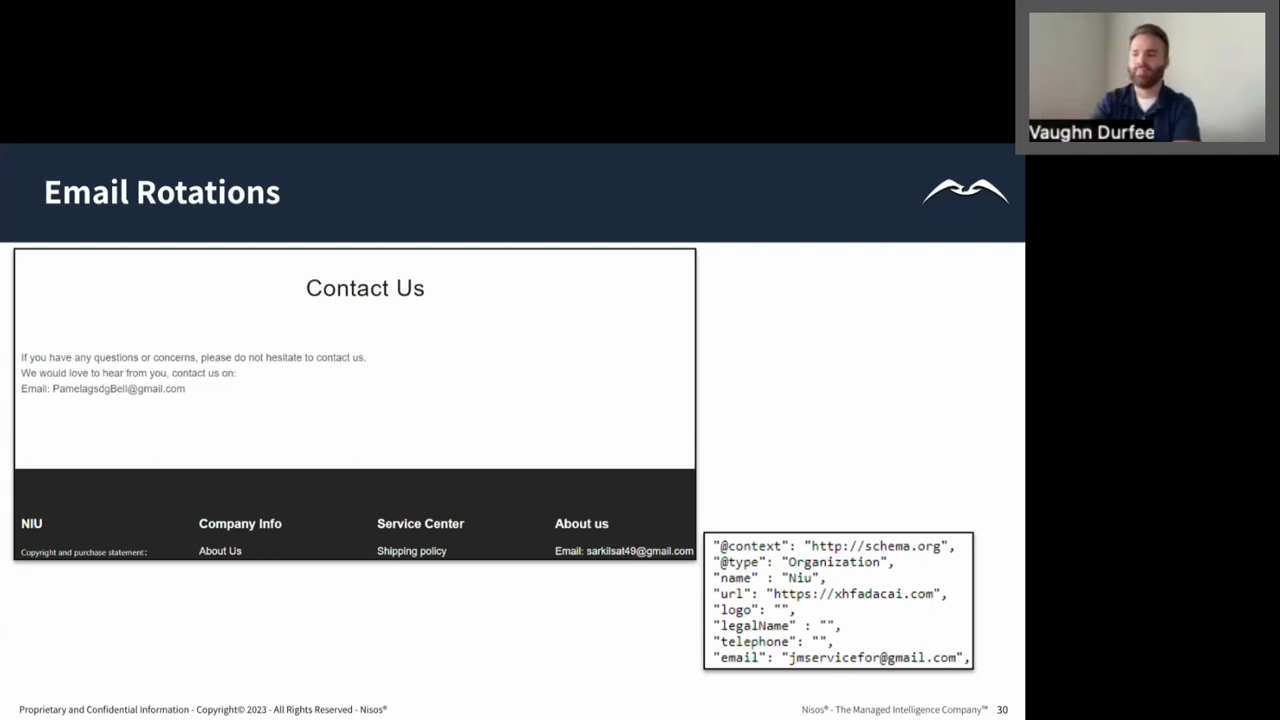 Vaughn Durfee
Email Rotations
Contact Us
If you have any questions or concerns, please do not hesitate to contact us.
We would love to hear from you, contact us on:
Email: PamelagsdgBell@gmail.com
NIU
Company Info
Service Center
About us
Copyright and purchase statement:
About Us
Shipping policy
Email: sarkilsat49@gmail.com
"@context": "http://schema.org",
"@type": "Organization",
"name" : "Niu",
"url": "https://xhfadacai.com",
"logo": "",
"legalName" : "",
"telephone": "",
"email": "jmservicefor@gmail.com",
Proprietary and Confidential Information - Copyright© 2023 - All Rights Reserved - Nisos®
Nisos® - The Managed Intelligence Company™ 30